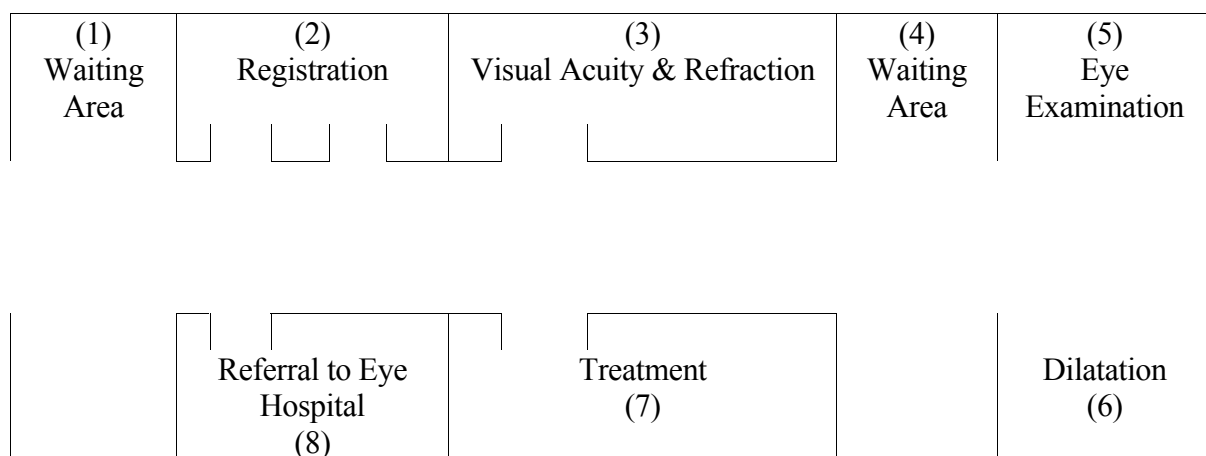 (1)
Waiting
Area
(2)
Registration
(3)
Visual Acuity & Refraction
(4)
Waiting
Area
(5)
Eye
Examination
Referral to Eye
Hospital
(8)
Treatment
(7)
Dilatation
(6)